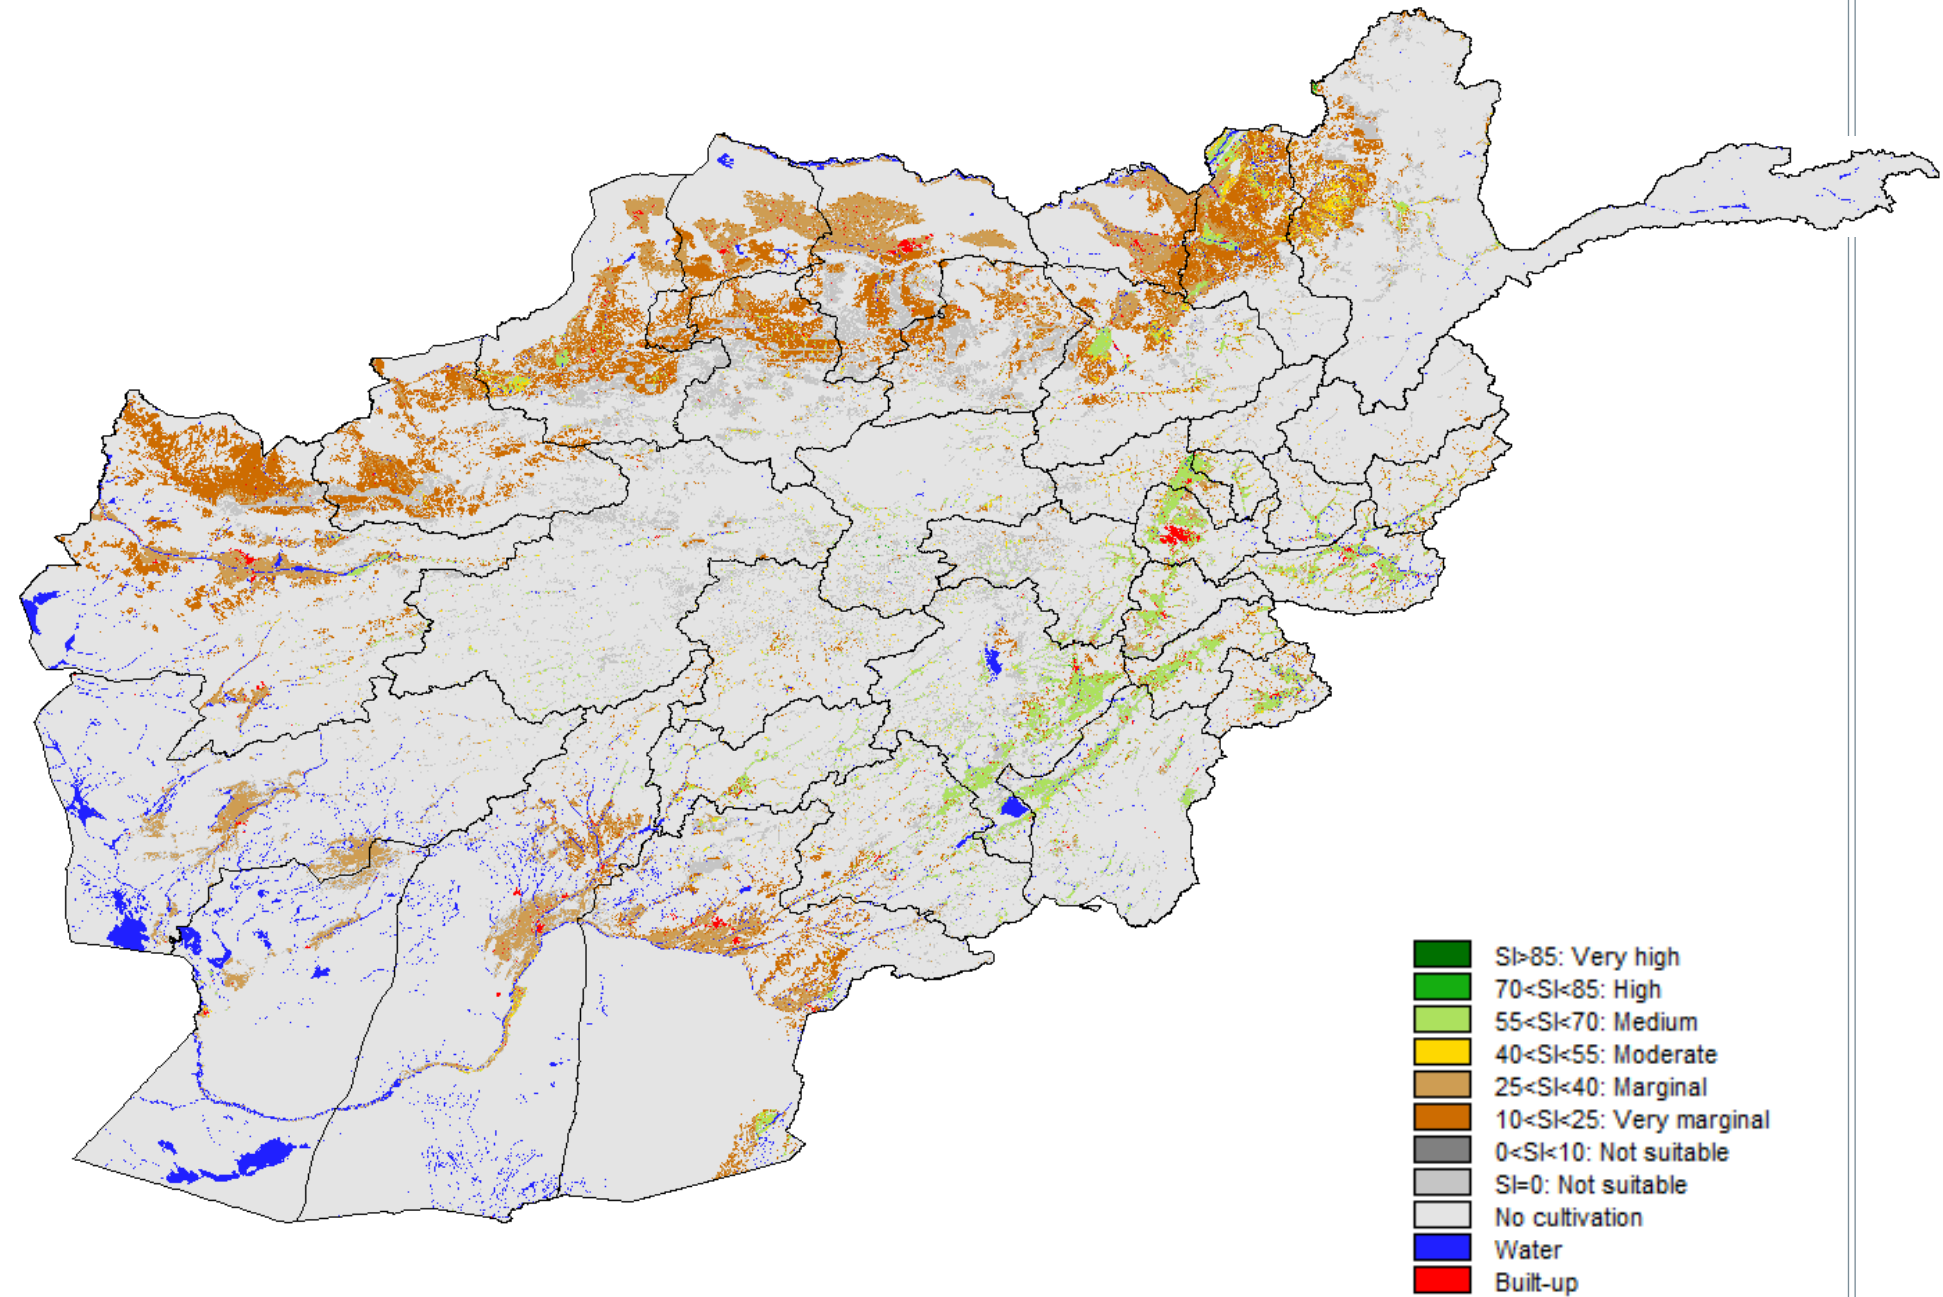 SI>85: Very high
70<SI<85: High
55<SI<70: Medium
40<SI<55: Moderate
25<SI<40: Marginal
10<SI<25: Very marginal
0<SI<10: Not suitable
SI=0: Not suitable
No cultivation
Water
Built-up